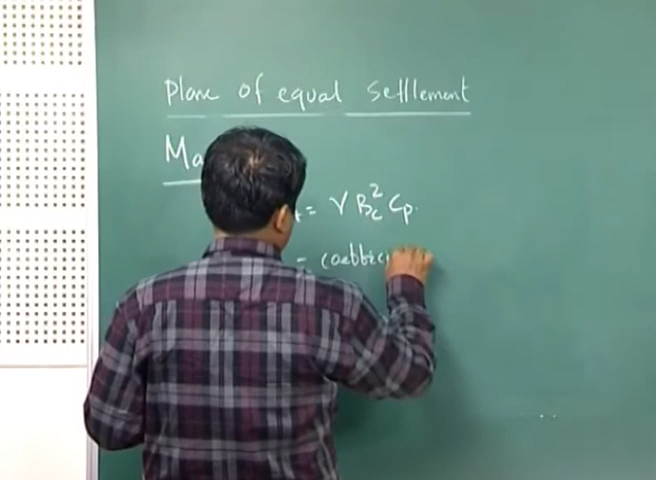 Plane of equal settlement
Ma
= γ Bc² Cp.
= coeffici